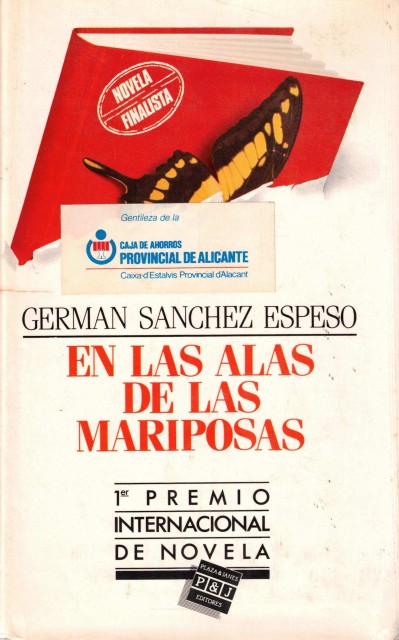 NOVELA
FINALISTA
Gentileza de la
CAJA DE AHORROS
PROVINCIAL DE ALICANTE
Caixa d'Estalvis Provincial d'Alacant
GERMAN SANCHEZ ESPESO
EN LAS ALAS
DE LAS
MARIPOSAS
1er PREMIO
INTERNACIONAL
DE NOVELA
PLAZA & JANES
P&J
EDITORES